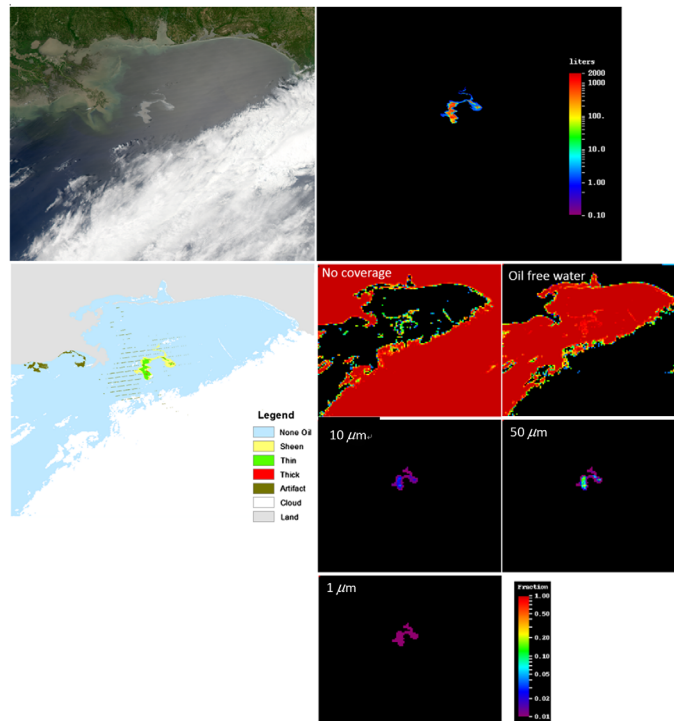 liters
2000
1000
100.
10.0
1.00
0.10
No coverage
Oil free water
Legend
None Oil
Sheen
Thin
Thick
Artifact
Cloud
Land
10 μm
50 μm
1 μm
Fraction
1.00
0.50
0.20
0.10
0.05
0.02
0.01